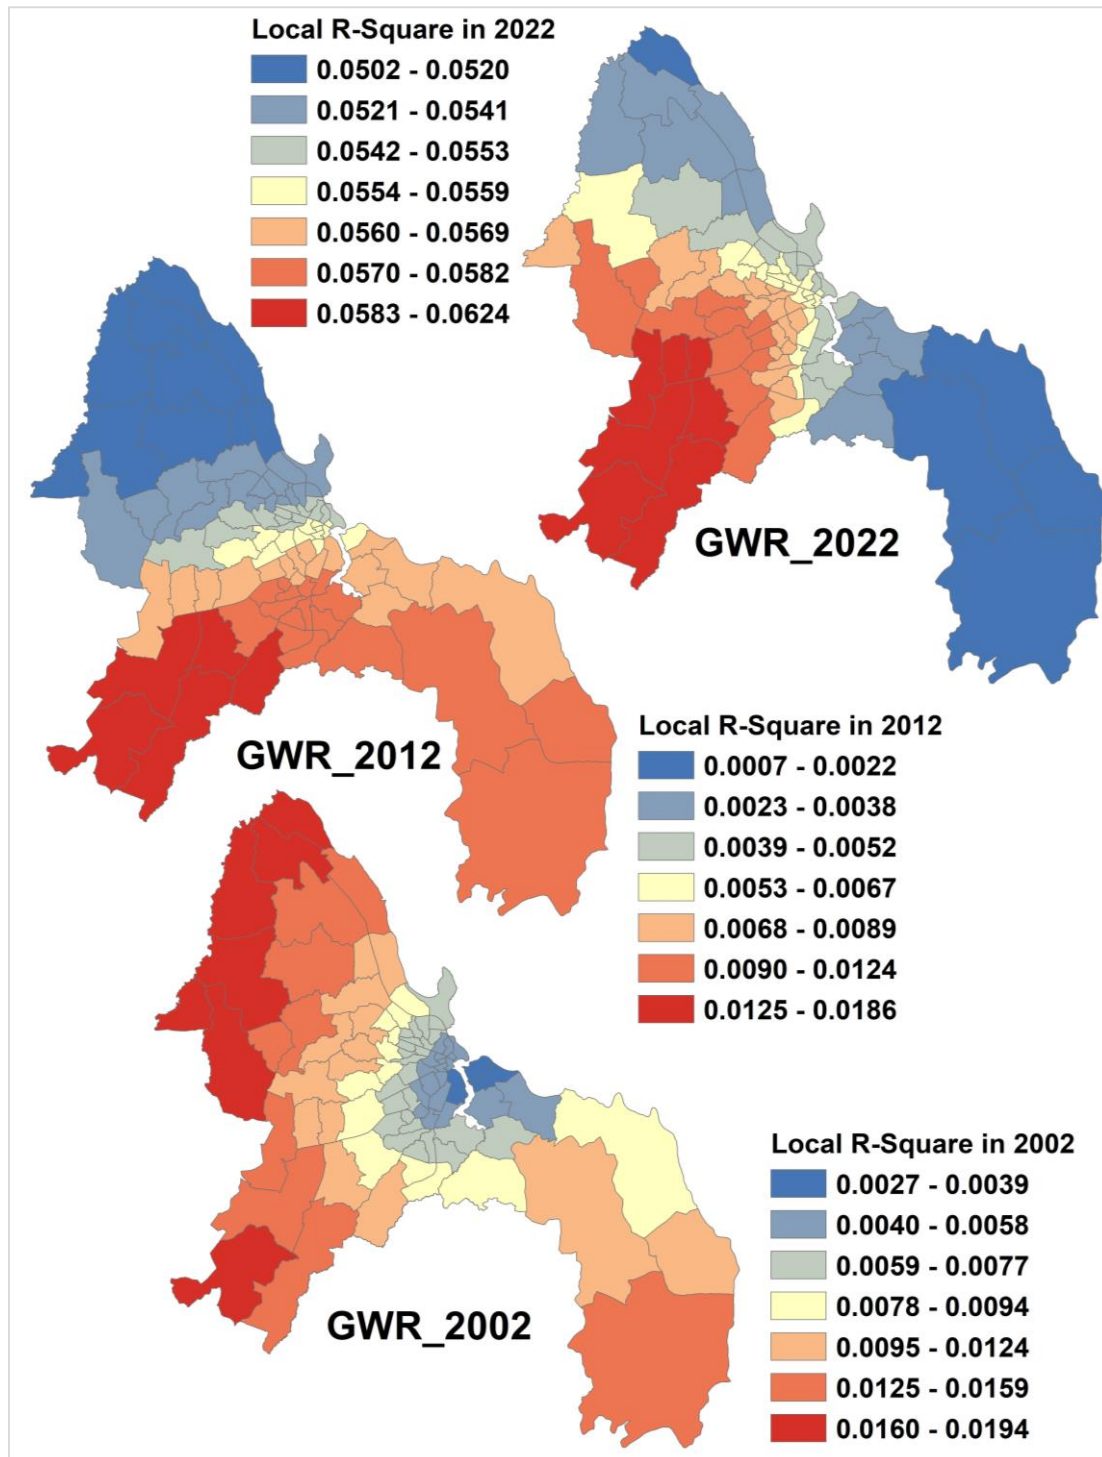 Local R-Square in 2022
0.0502 - 0.0520
0.0521 - 0.0541
0.0542 - 0.0553
0.0554 - 0.0559
0.0560 - 0.0569
0.0570 - 0.0582
0.0583 - 0.0624
GWR_2022
GWR_2012
Local R-Square in 2012
0.0007 - 0.0022
0.0023 - 0.0038
0.0039 - 0.0052
0.0053 - 0.0067
0.0068 - 0.0089
0.0090 - 0.0124
0.0125 - 0.0186
GWR_2002
Local R-Square in 2002
0.0027 - 0.0039
0.0040 - 0.0058
0.0059 - 0.0077
0.0078 - 0.0094
0.0095 - 0.0124
0.0125 - 0.0159
0.0160 - 0.0194